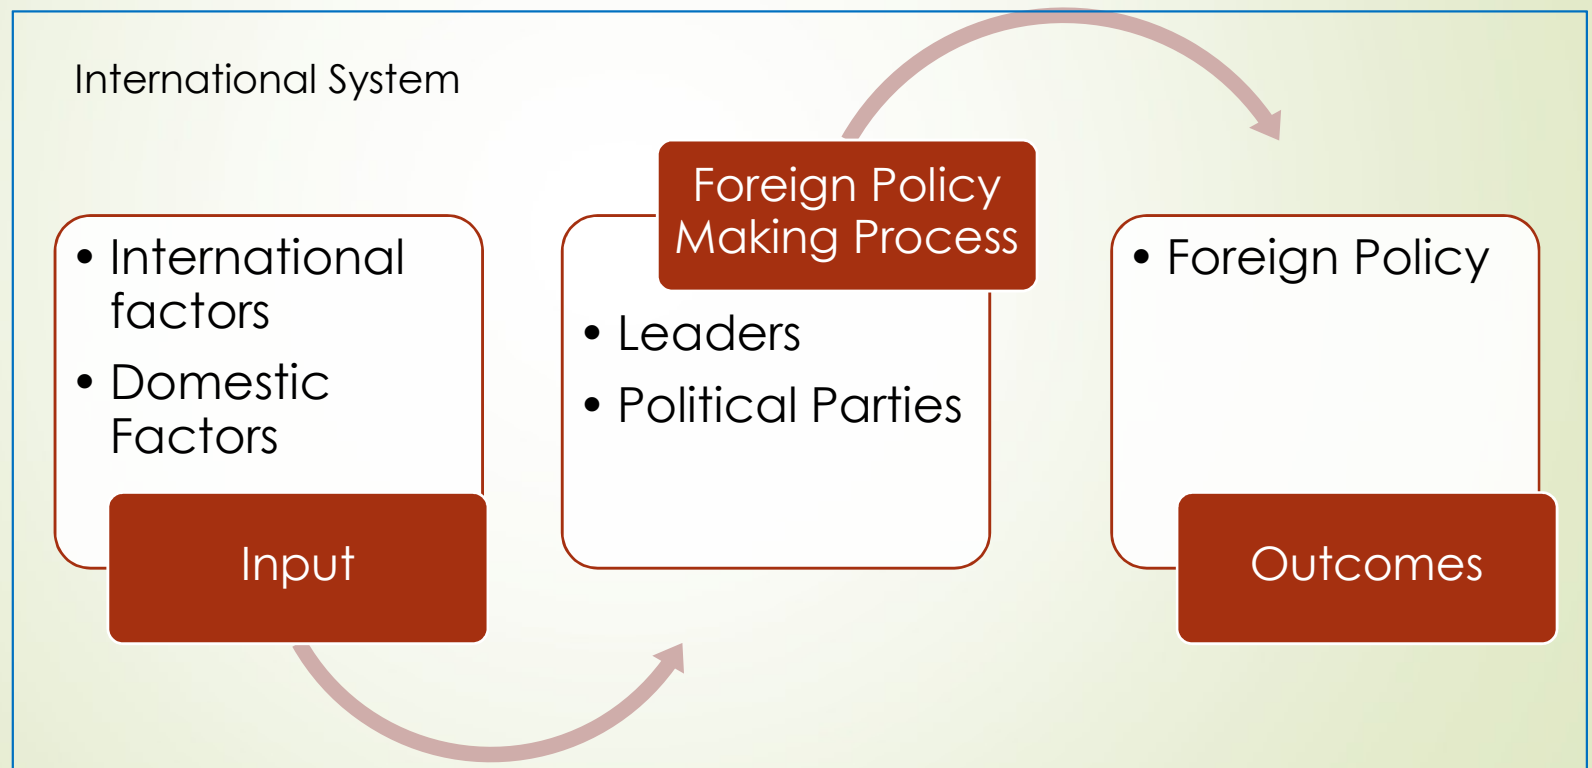 International System
• International
factors
• Domestic
Factors
Input
Foreign Policy
Making Process
• Leaders
• Political Parties
• Foreign Policy
Outcomes